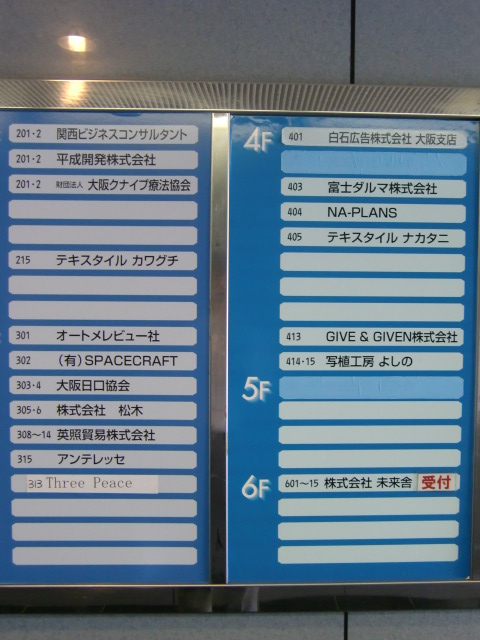 201・2 関西ビジネスコンサルタント
201・2 平成開発株式会社
201・2 財団法人 大阪クナイプ療法協会
215 テキスタイル カワグチ
301 オートメレビュー社
302 (有)SPACECRAFT
303・4 大阪日口協会
305・6 株式会社 松木
308〜14 英照貿易株式会社
315 アンテレッセ
313 Three Peace
4F 401 白石広告株式会社 大阪支店
403 富士ダルマ株式会社
404 NA-PLANS
405 テキスタイル ナカタニ
413 GIVE & GIVEN株式会社
414・15 写植工房 よしの
5F
6F 601〜15 株式会社 未来舎 受付